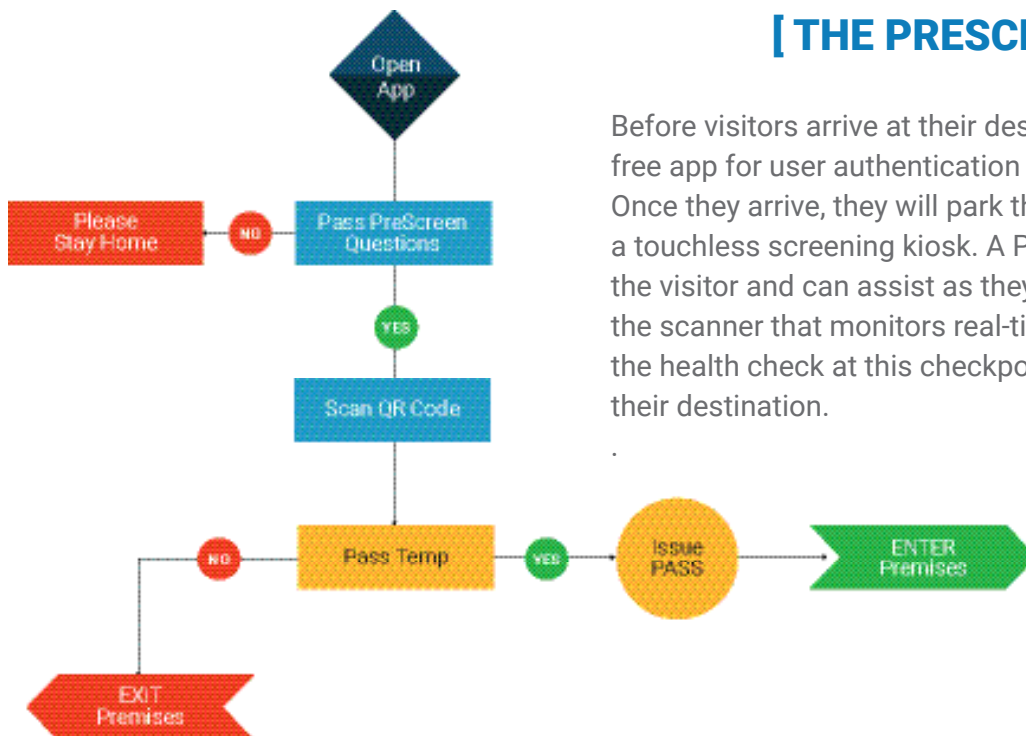 [ THE PRESCI
Open
App
Before visitors arrive at their des
free app for user authentication
Once they arrive, they will park th
a touchless screening kiosk. A P
the visitor and can assist as they
the scanner that monitors real-ti
the health check at this checkpo
their destination.
.
Please
Stay Home
NO
Pass PreScreen
Questions
YES
Scan QR Code
NO
Pass Temp
YES
Issue
PASS
ENTER
Premises
EXIT
Premises